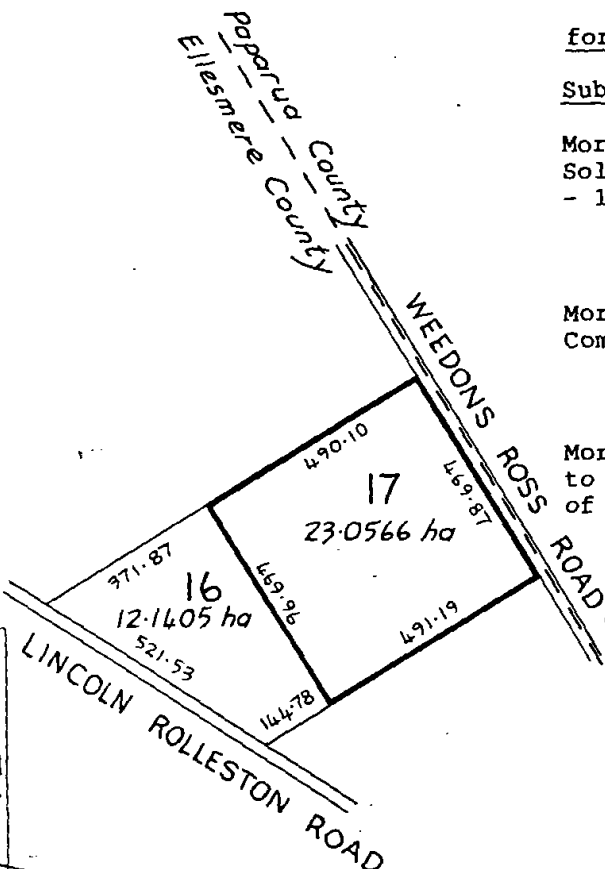 for
Sub
Mor
Sol
- 1
Mor
Com
Mor
to
of
Paparua County
Ellesmere County
WEEDONS ROSS ROAD
490·10
17
23·0566 ha
469·87
371·87
16
12·1405 ha
469·96
521·53
491·19
144·78
LINCOLN ROLLESTON ROAD